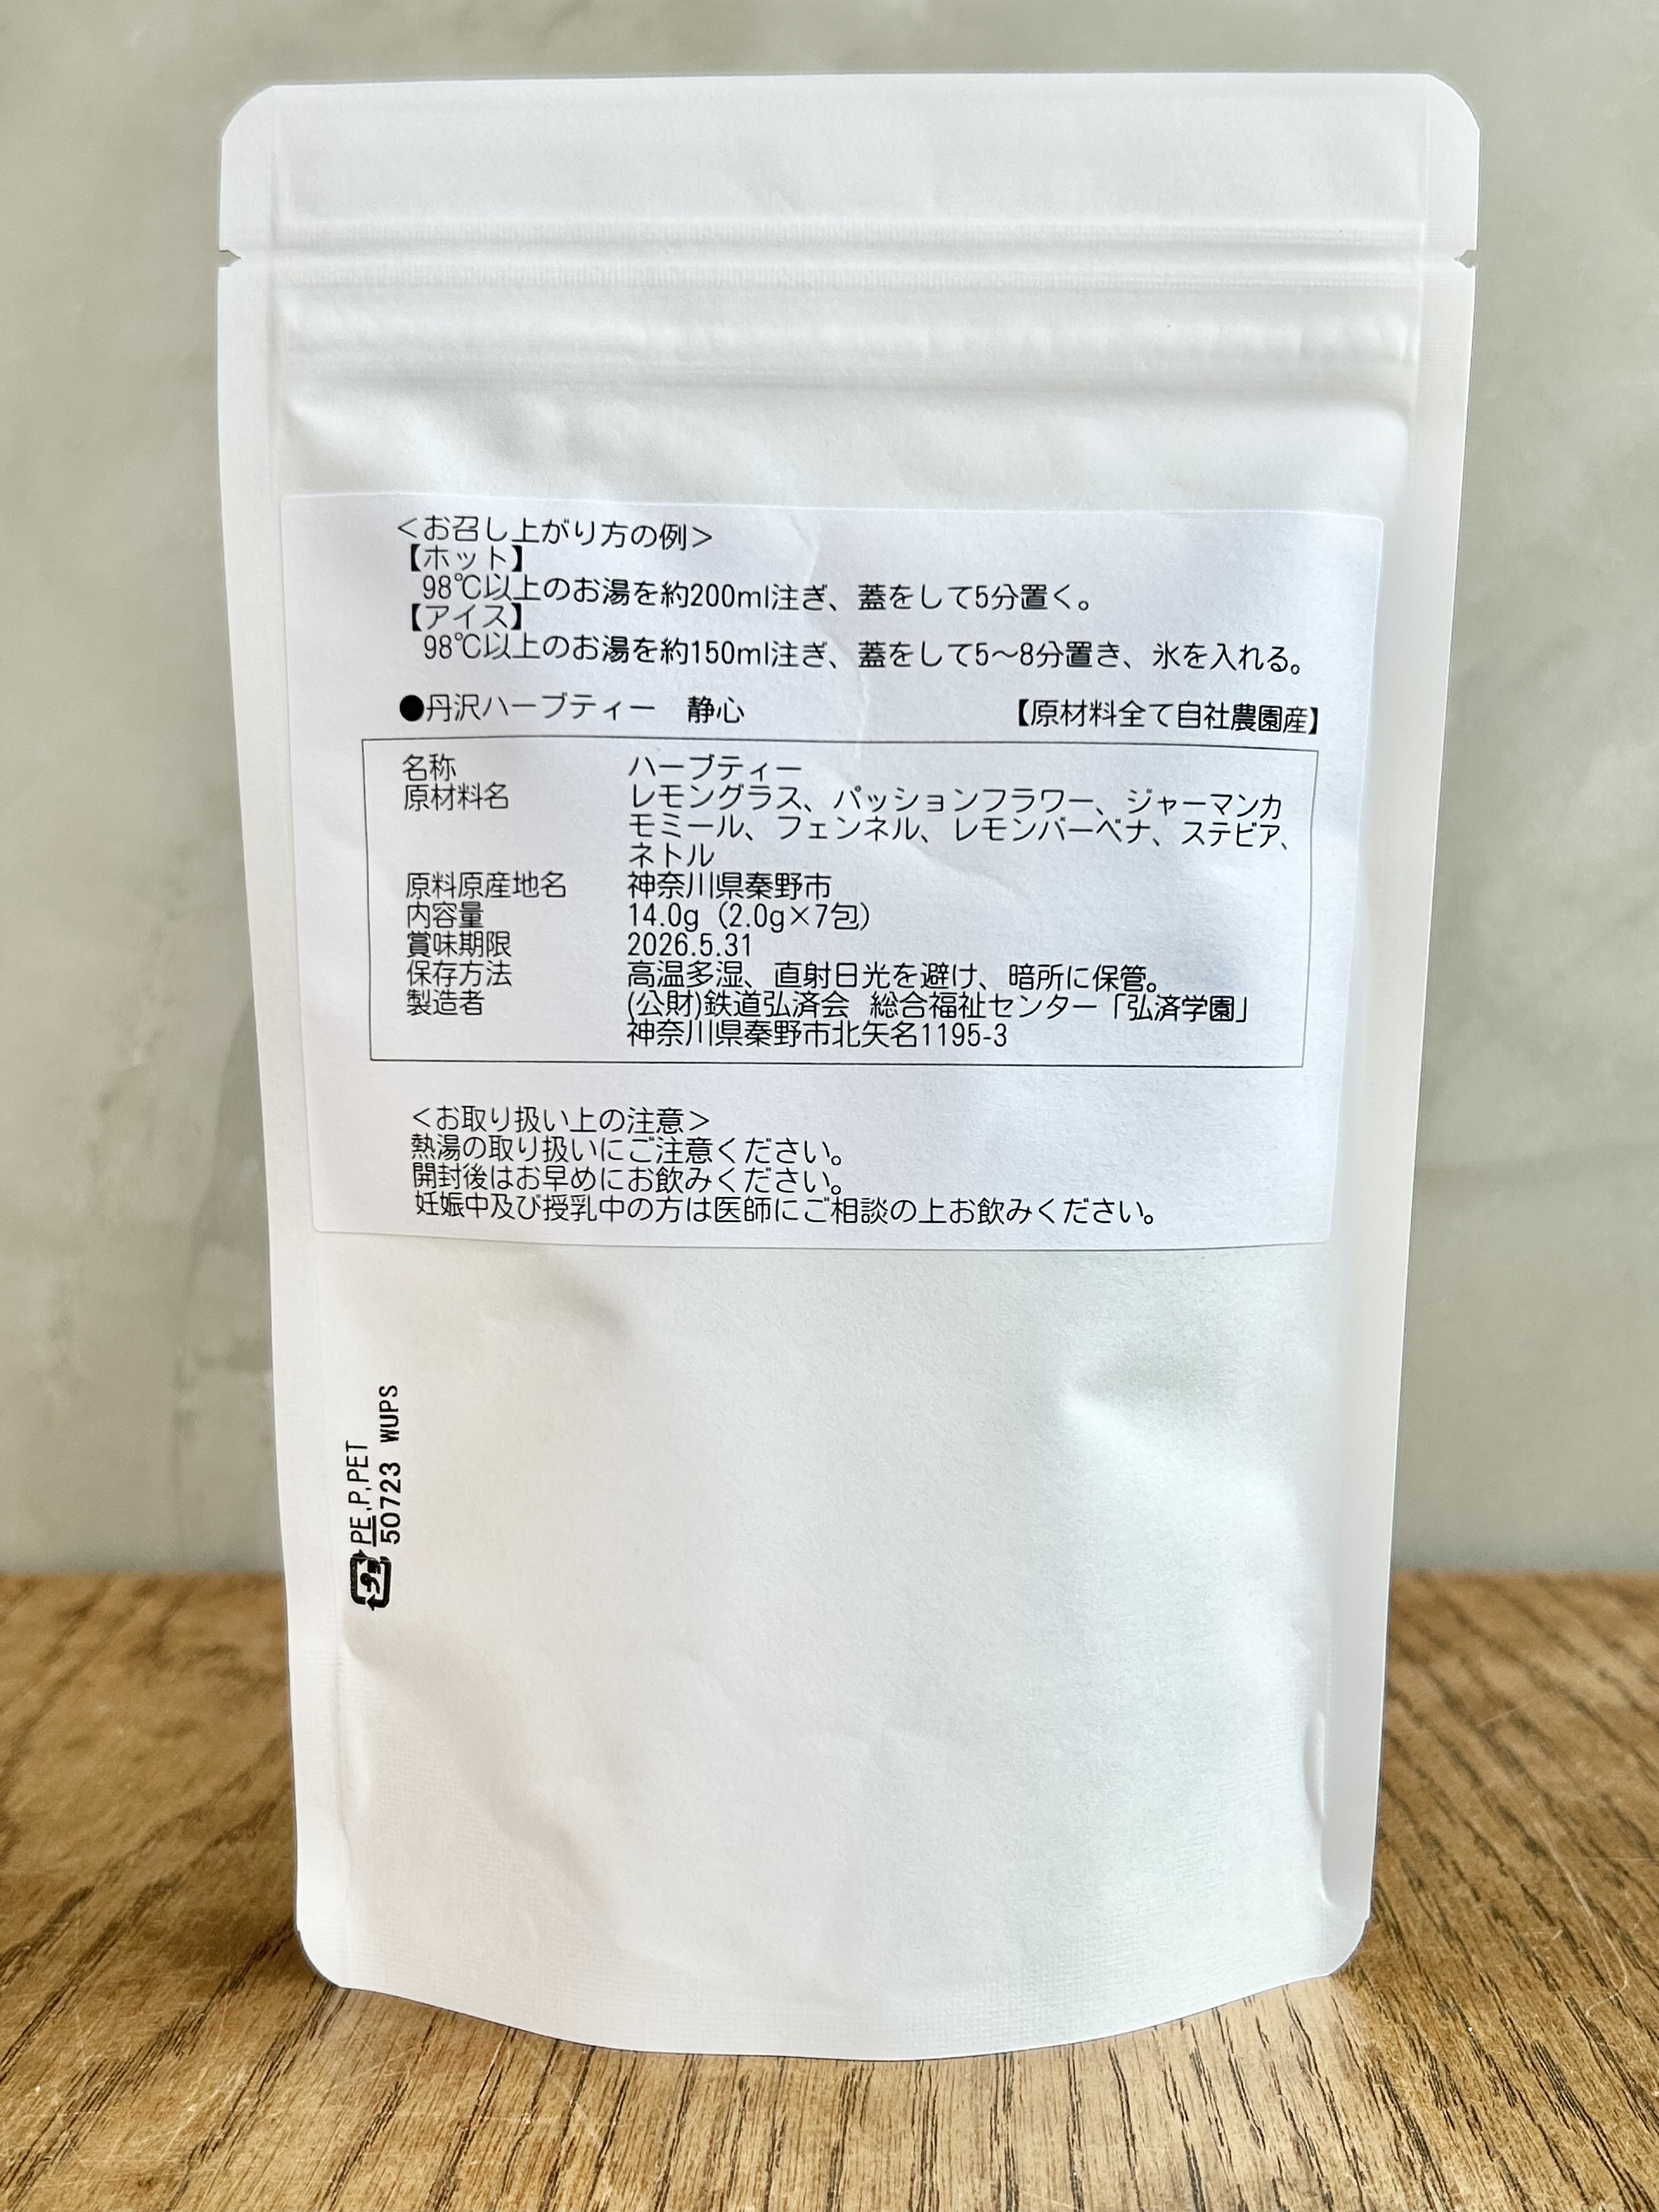 ＜お召し上がり方の例＞
【ホット】
98℃以上のお湯を約200ml注ぎ、蓋をして5分置く。
【アイス】
98℃以上のお湯を約150ml注ぎ、蓋をして5～8分置き、氷を入れる。
●丹沢ハーブティー　静心　【原材料全て自社農園産】
名称　ハーブティー
原材料名　レモングラス、パッションフラワー、ジャーマンカ
モミール、フェンネル、レモンバーベナ、ステビア、
ネトル
原料原産地名　神奈川県秦野市
内容量　14.0g（2.0g×7包）
賞味期限　2026.5.31
保存方法　高温多湿、直射日光を避け、暗所に保管。
製造者　(公財)鉄道弘済会　総合福祉センター「弘済学園」
神奈川県秦野市北矢名1195-3
＜お取り扱い上の注意＞
熱湯の取り扱いにご注意ください。
開封後はお早めにお飲みください。
妊娠中及び授乳中の方は医師にご相談の上お飲みください。
プラ PE,P,PET
50723 WUPS